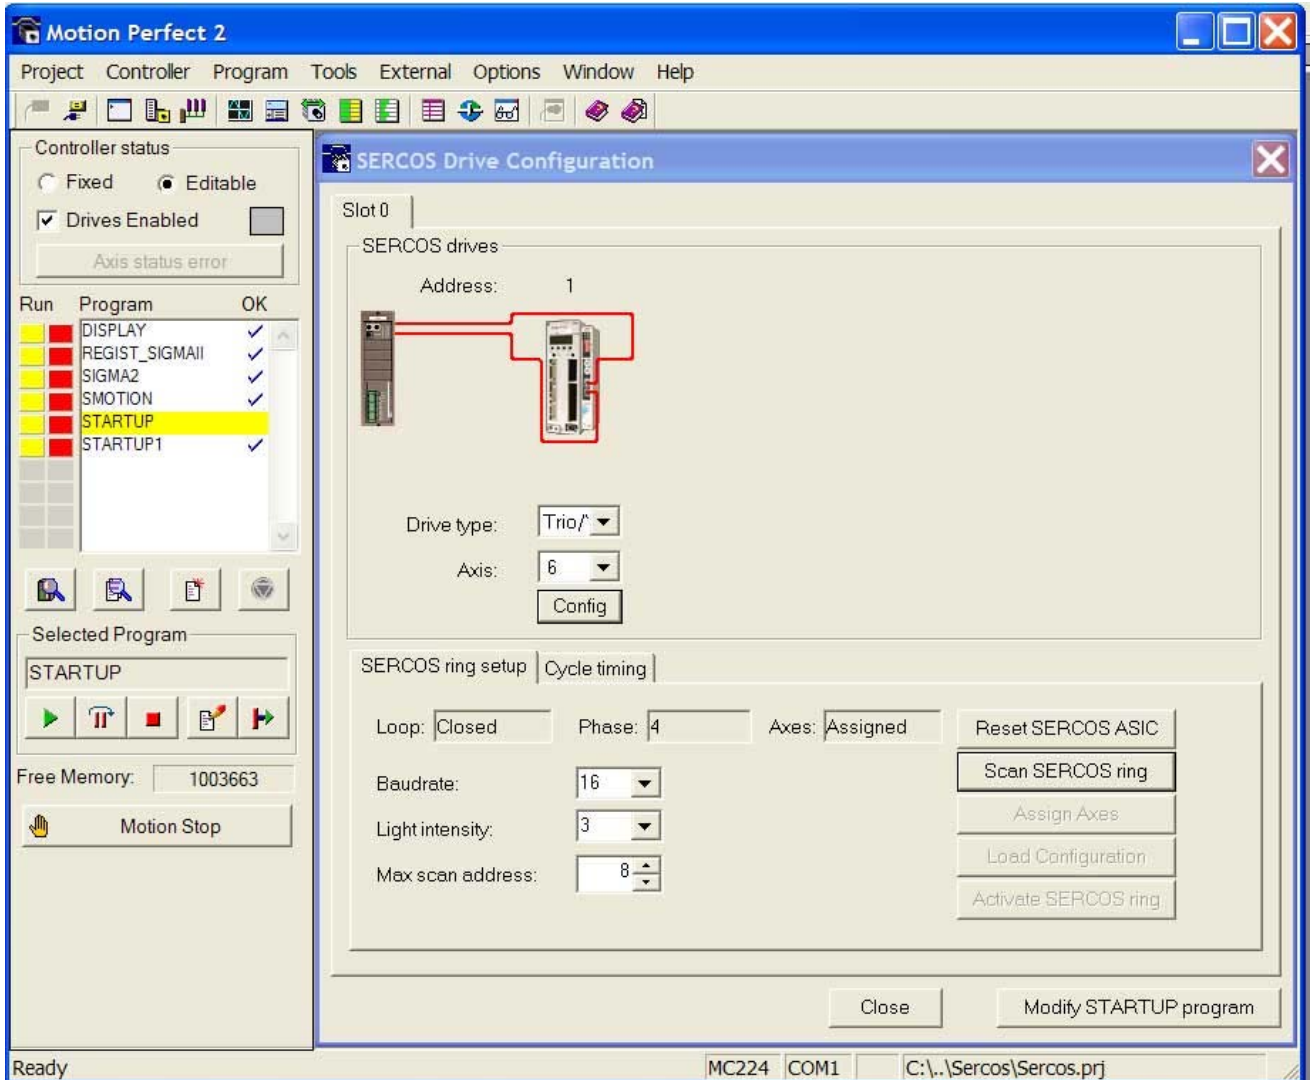 Motion Perfect 2
Project Controller Program Tools External Options Window Help
Controller status
Fixed Editable
Drives Enabled
Axis status error
Run Program OK
DISPLAY
REGIST_SIGMAII
SIGMA2
SMOTION
STARTUP
STARTUP1
Selected Program
STARTUP
Free Memory: 1003663
Motion Stop
SERCOS Drive Configuration
Slot 0
SERCOS drives
Address: 1
Drive type: Trio/
Axis: 6
Config
SERCOS ring setup Cycle timing
Loop: Closed Phase: 4 Axes: Assigned
Baudrate: 16
Light intensity: 3
Max scan address: 8
Reset SERCOS ASIC
Scan SERCOS ring
Assign Axes
Load Configuration
Activate SERCOS ring
Close Modify STARTUP program
Ready MC224 COM1 C:\..\Sercos\Sercos.prj